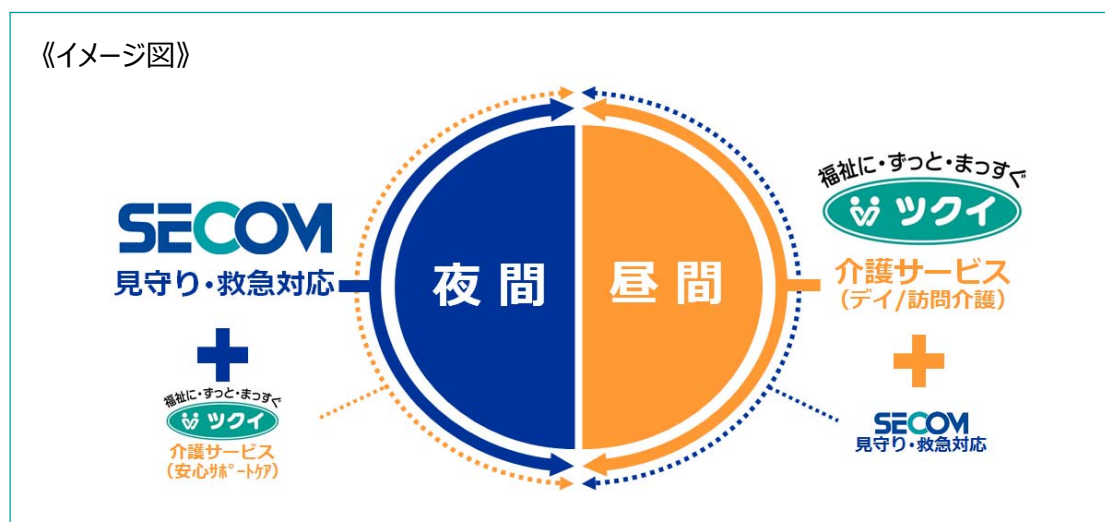 《イメージ図》
SECOM
見守り・救急対応
福祉に・ずっと・まっすぐ
ツクイ
介護サービス
(安心ｻﾎﾟｰﾄｹｱ)
夜間
昼間
福祉に・ずっと・まっすぐ
ツクイ
介護サービス
(デイ/訪問介護)
SECOM
見守り・救急対応